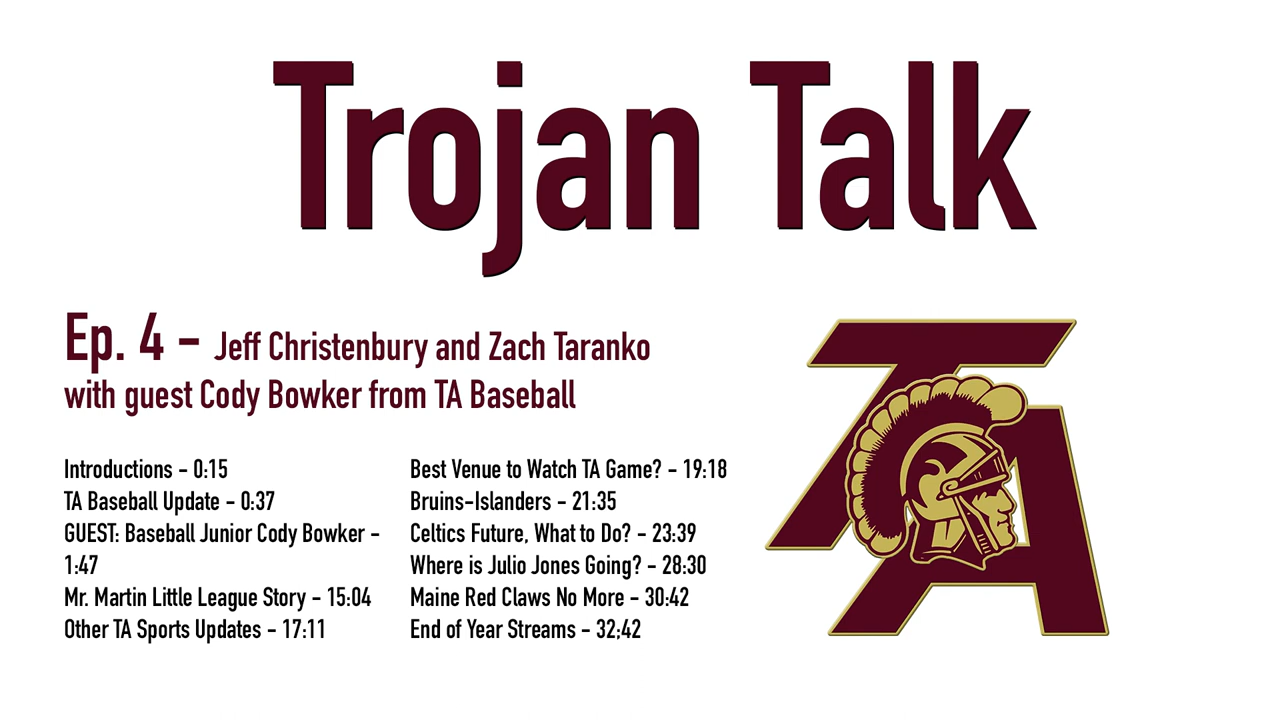 Trojan Talk
Ep. 4 - Jeff Christenbury and Zach Taranko
with guest Cody Bowker from TA Baseball
Introductions - 0:15
TA Baseball Update - 0:37
GUEST: Baseball Junior Cody Bowker -
1:47
Mr. Martin Little League Story - 15:04
Other TA Sports Updates - 17:11
Best Venue to Watch TA Game? - 19:18
Bruins-Islanders - 21:35
Celtics Future, What to Do? - 23:39
Where is Julio Jones Going? - 28:30
Maine Red Claws No More - 30:42
End of Year Streams - 32:42
TA